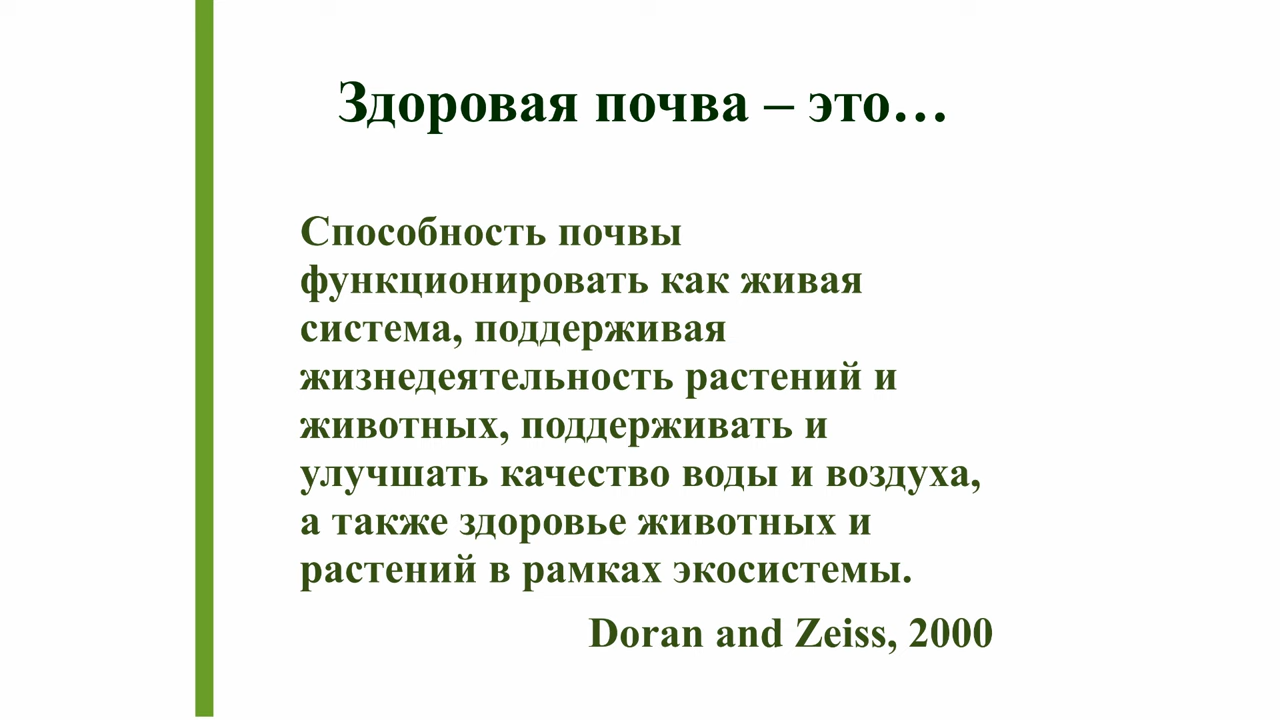 Здоровая почва – это…
Способность почвы
функционировать как живая
система, поддерживая
жизнедеятельность растений и
животных, поддерживать и
улучшать качество воды и воздуха,
а также здоровье животных и
растений в рамках экосистемы.
Doran and Zeiss, 2000